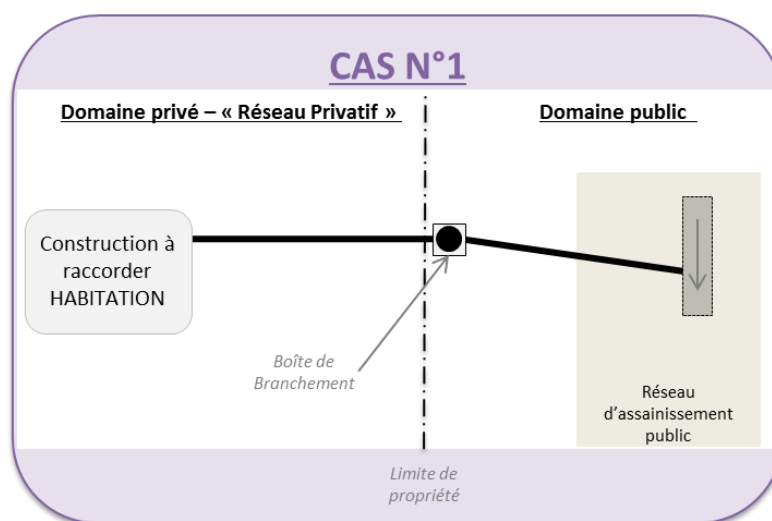 CAS N°1
Domaine privé – « Réseau Privatif »
Domaine public
Construction à
raccorder
HABITATION
Boîte de
Branchement
Réseau
d'assainissement
public
Limite de
propriété